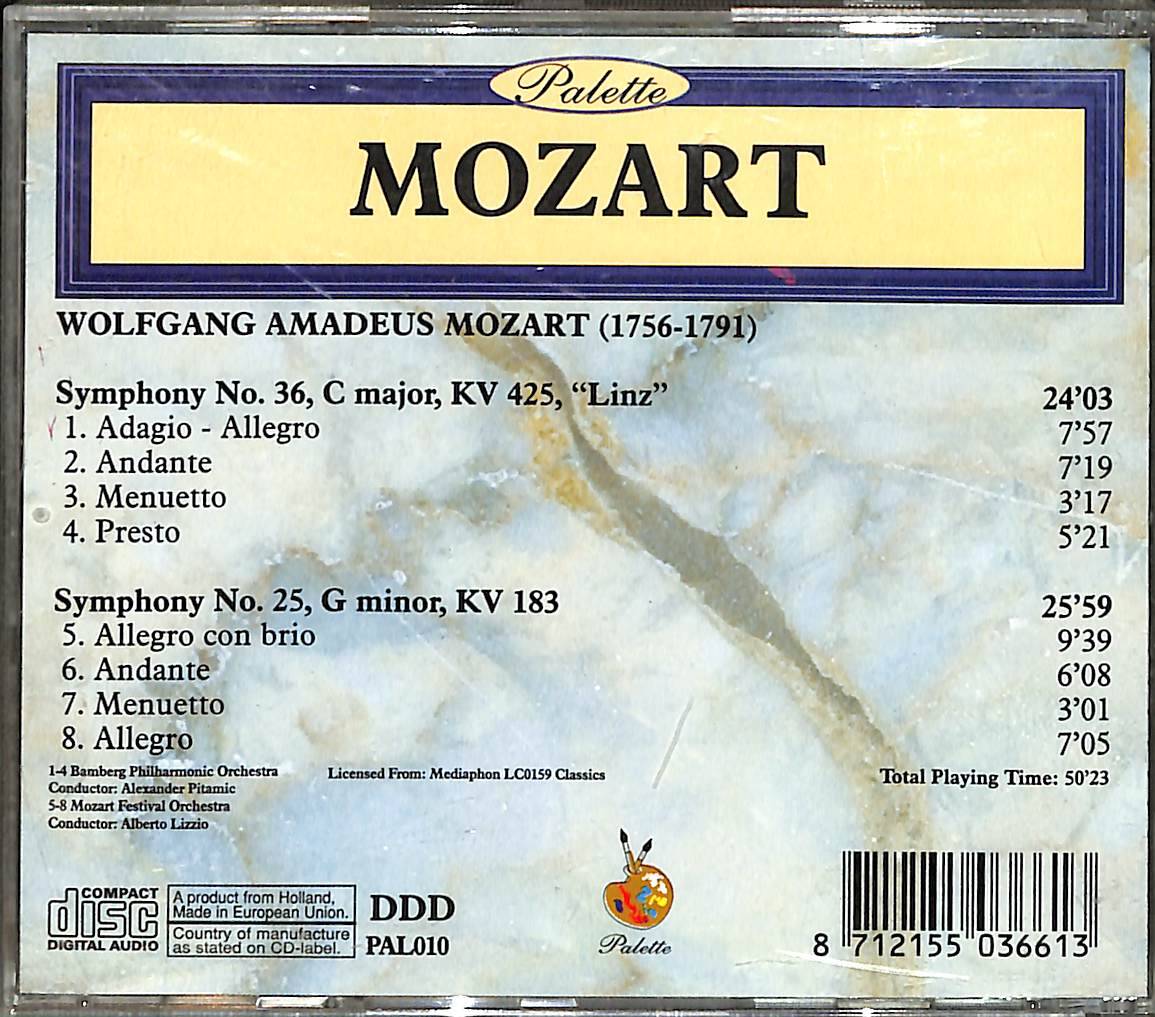 Palette
MOZART
WOLFGANG AMADEUS MOZART (1756-1791)
Symphony No. 36, C major, KV 425, “Linz” 24’03
1. Adagio - Allegro 7’57
2. Andante 7’19
3. Menuetto 3’17
4. Presto 5’21
Symphony No. 25, G minor, KV 183 25’59
5. Allegro con brio 9’39
6. Andante 6’08
7. Menuetto 3’01
8. Allegro 7’05
1-4 Bamberg Philharmonic Orchestra
Conductor: Alexander Pitamic
5-8 Mozart Festival Orchestra
Conductor: Alberto Lizzio
Licensed From: Mediaphon LC0159 Classics
Total Playing Time: 50’23
COMPACT
disc
DIGITAL AUDIO
A product from Holland,
Made in European Union.
Country of manufacture
as stated on CD-label.
DDD
PAL010
Palette
8 712155 036613